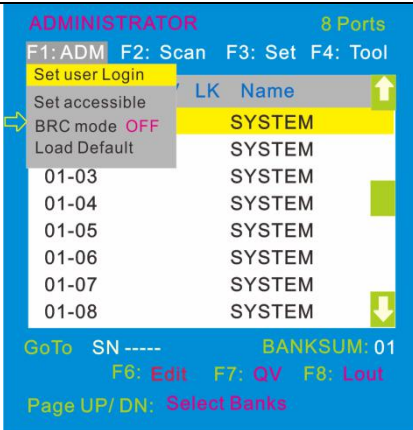 ADMINISTRATOR 8 Ports
F1: ADM F2: Scan F3: Set F4: Tool
Set user Login
LK Name
Set accessible
BRC mode OFF SYSTEM
Load Default SYSTEM
01-03 SYSTEM
01-04 SYSTEM
01-05 SYSTEM
01-06 SYSTEM
01-07 SYSTEM
01-08 SYSTEM
GoTo SN ----- BANKSUM: 01
F6: Edit F7: QV F8: Lout
Page UP/ DN: Select Banks